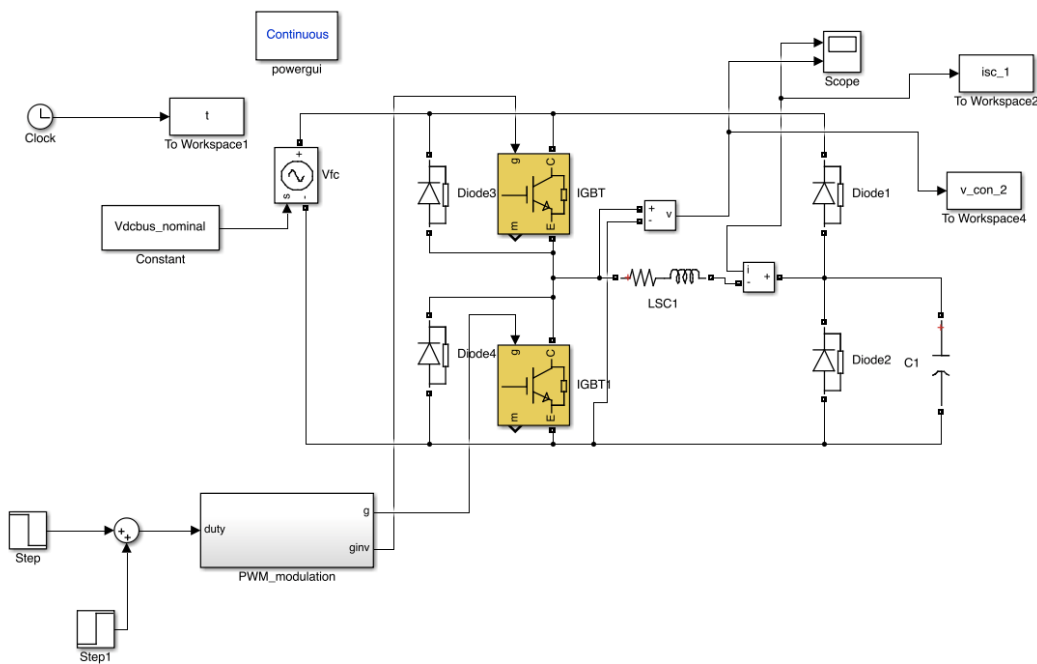 Continuous
powergui
Scope
isc_1
To Workspace2
Clock
t
To Workspace1
+
s
-
Vfc
Diode3
g
C
m
E
IGBT
+
-
v
Diode1
v_con_2
To Workspace4
Vdcbus_nominal
Constant
LSC1
i
-
+
Diode4
g
C
m
E
IGBT1
Diode2
C1
Step
+
+
duty
g
ginv
PWM_modulation
Step1